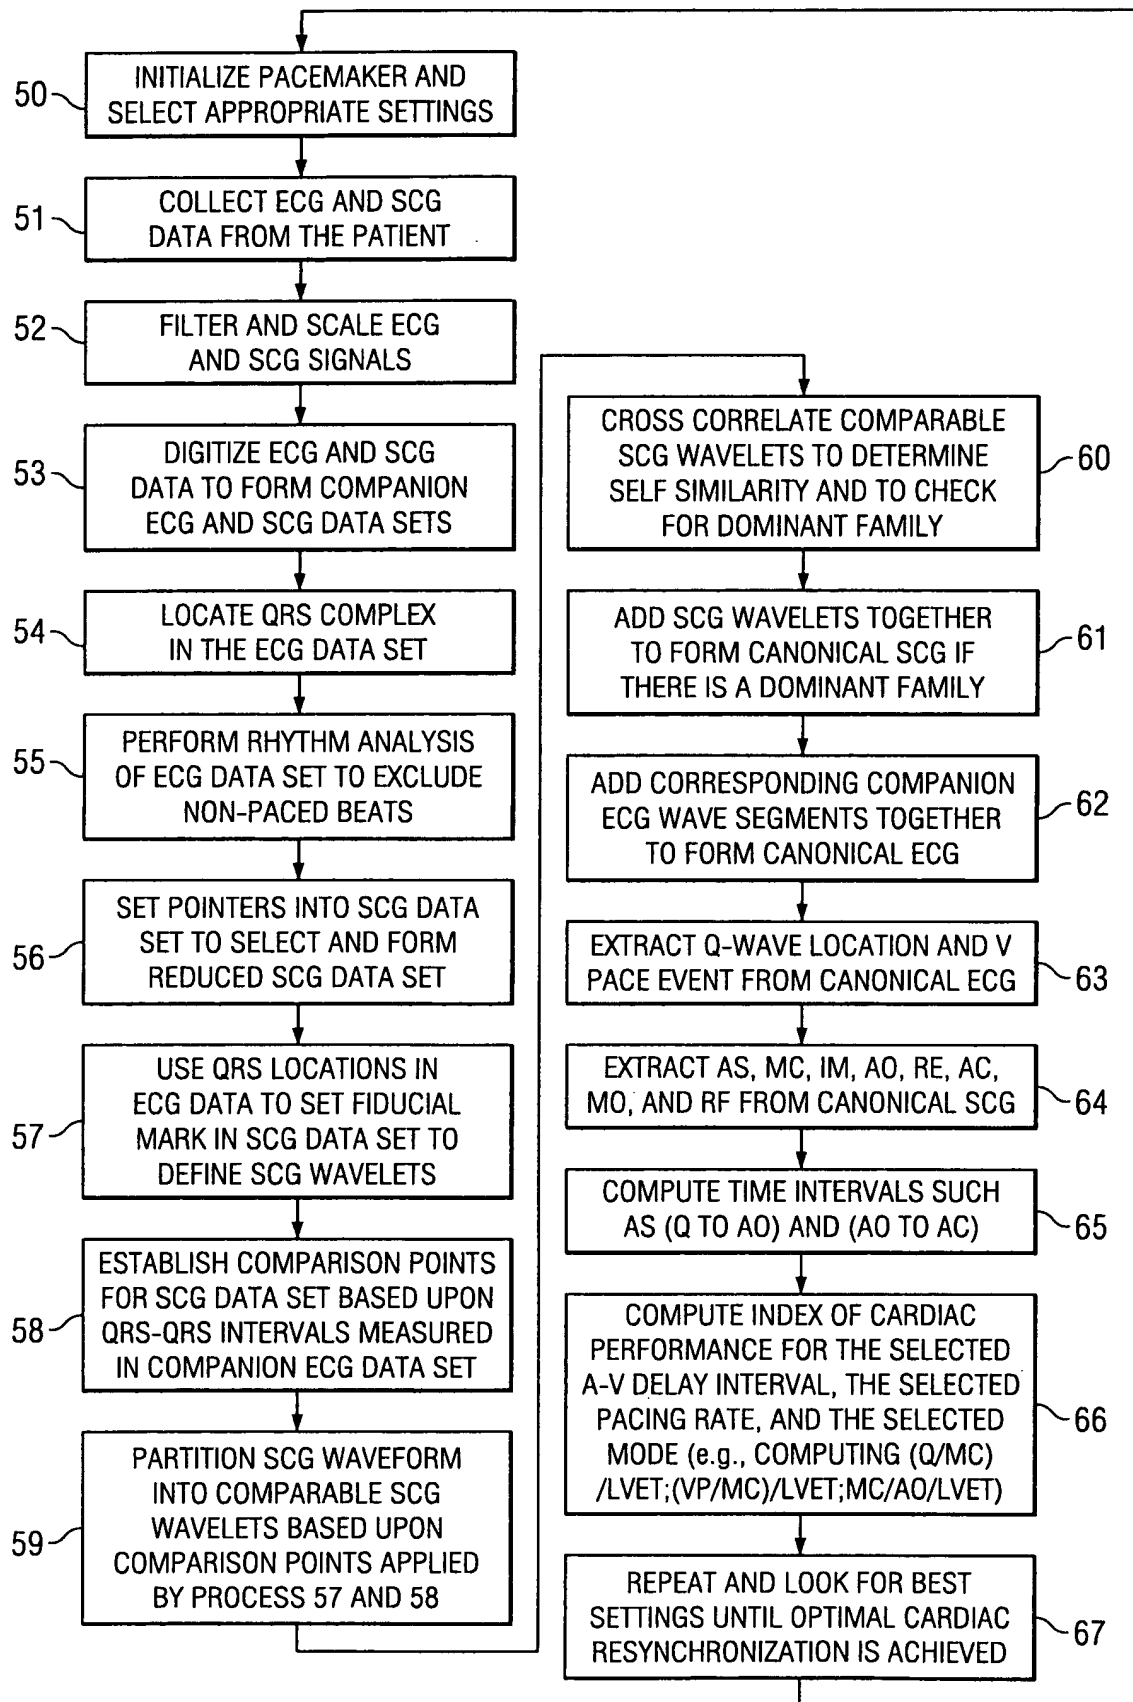 50
INITIALIZE PACEMAKER AND
SELECT APPROPRIATE SETTINGS
51
COLLECT ECG AND SCG
DATA FROM THE PATIENT
52
FILTER AND SCALE ECG
AND SCG SIGNALS
53
DIGITIZE ECG AND SCG
DATA TO FORM COMPANION
ECG AND SCG DATA SETS
54
LOCATE QRS COMPLEX
IN THE ECG DATA SET
55
PERFORM RHYTHM ANALYSIS
OF ECG DATA SET TO EXCLUDE
NON-PACED BEATS
56
SET POINTERS INTO SCG DATA
SET TO SELECT AND FORM
REDUCED SCG DATA SET
57
USE QRS LOCATIONS IN
ECG DATA TO SET FIDUCIAL
MARK IN SCG DATA SET TO
DEFINE SCG WAVELETS
58
ESTABLISH COMPARISON POINTS
FOR SCG DATA SET BASED UPON
QRS-QRS INTERVALS MEASURED
IN COMPANION ECG DATA SET
59
PARTITION SCG WAVEFORM
INTO COMPARABLE SCG
WAVELETS BASED UPON
COMPARISON POINTS APPLIED
BY PROCESS 57 AND 58
CROSS CORRELATE COMPARABLE
SCG WAVELETS TO DETERMINE
SELF SIMILARITY AND TO CHECK
FOR DOMINANT FAMILY
60
ADD SCG WAVELETS TOGETHER
TO FORM CANONICAL SCG IF
THERE IS A DOMINANT FAMILY
61
ADD CORRESPONDING COMPANION
ECG WAVE SEGMENTS TOGETHER
TO FORM CANONICAL ECG
62
EXTRACT Q-WAVE LOCATION AND V
PACE EVENT FROM CANONICAL ECG
63
EXTRACT AS, MC, IM, AO, RE, AC,
MO, AND RF FROM CANONICAL SCG
64
COMPUTE TIME INTERVALS SUCH
AS (Q TO AO) AND (AO TO AC)
65
COMPUTE INDEX OF CARDIAC
PERFORMANCE FOR THE SELECTED
A-V DELAY INTERVAL, THE SELECTED
PACING RATE, AND THE SELECTED
MODE (e.g., COMPUTING (Q/MC)
/LVET;(VP/MC)/LVET;MC/AO/LVET)
66
REPEAT AND LOOK FOR BEST
SETTINGS UNTIL OPTIMAL CARDIAC
RESYNCHRONIZATION IS ACHIEVED
67